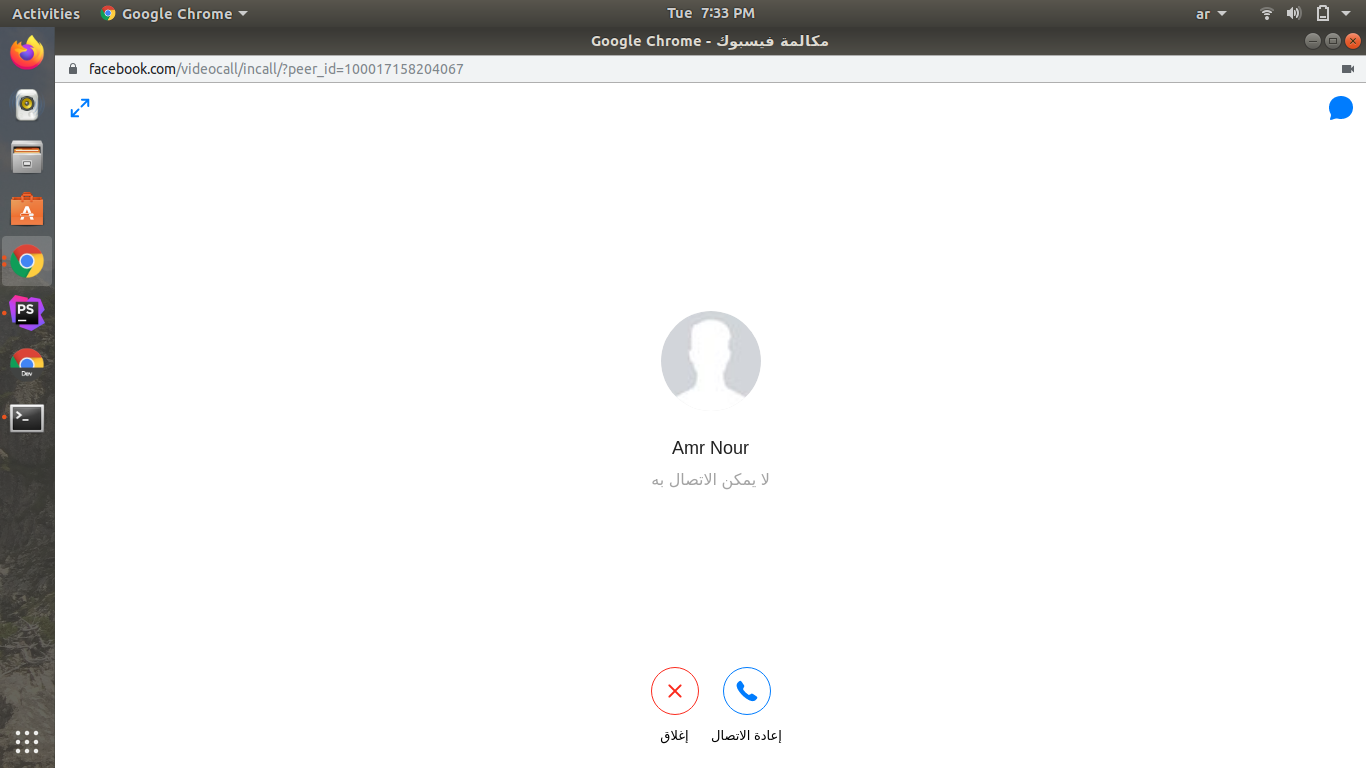 Activities Google Chrome Tue 7:33 PM ar
مكالمة فيسبوك - Google Chrome
facebook.com/videocall/incall/?peer_id=100017158204067
PS
Dev
Amr Nour
لا يمكن الاتصال به
إغلاق إعادة الاتصال